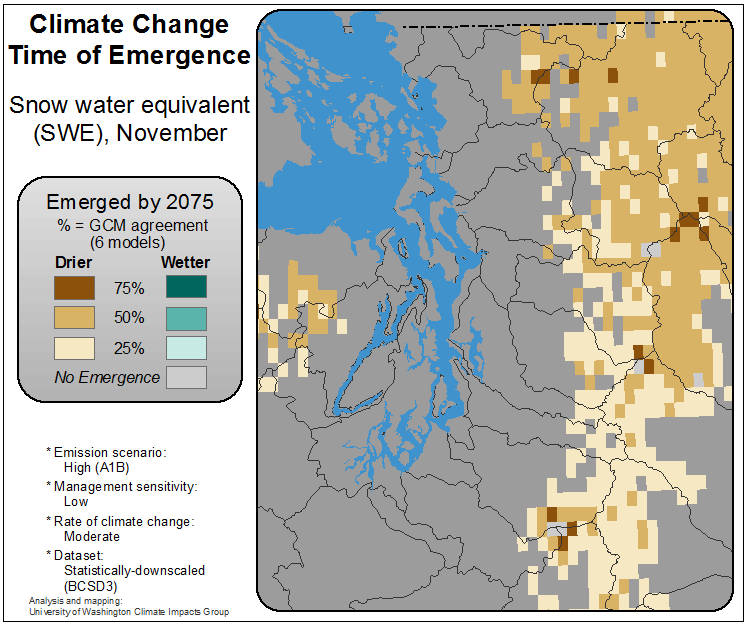 Climate Change
Time of Emergence
Snow water equivalent
(SWE), November
Emerged by 2075
% = GCM agreement
(6 models)
Drier Wetter
75%
50%
25%
No Emergence
* Emission scenario:
High (A1B)
* Management sensitivity:
Low
* Rate of climate change:
Moderate
* Dataset:
Statistically-downscaled
(BCSD3)
Analysis and mapping:
University of Washington Climate Impacts Group